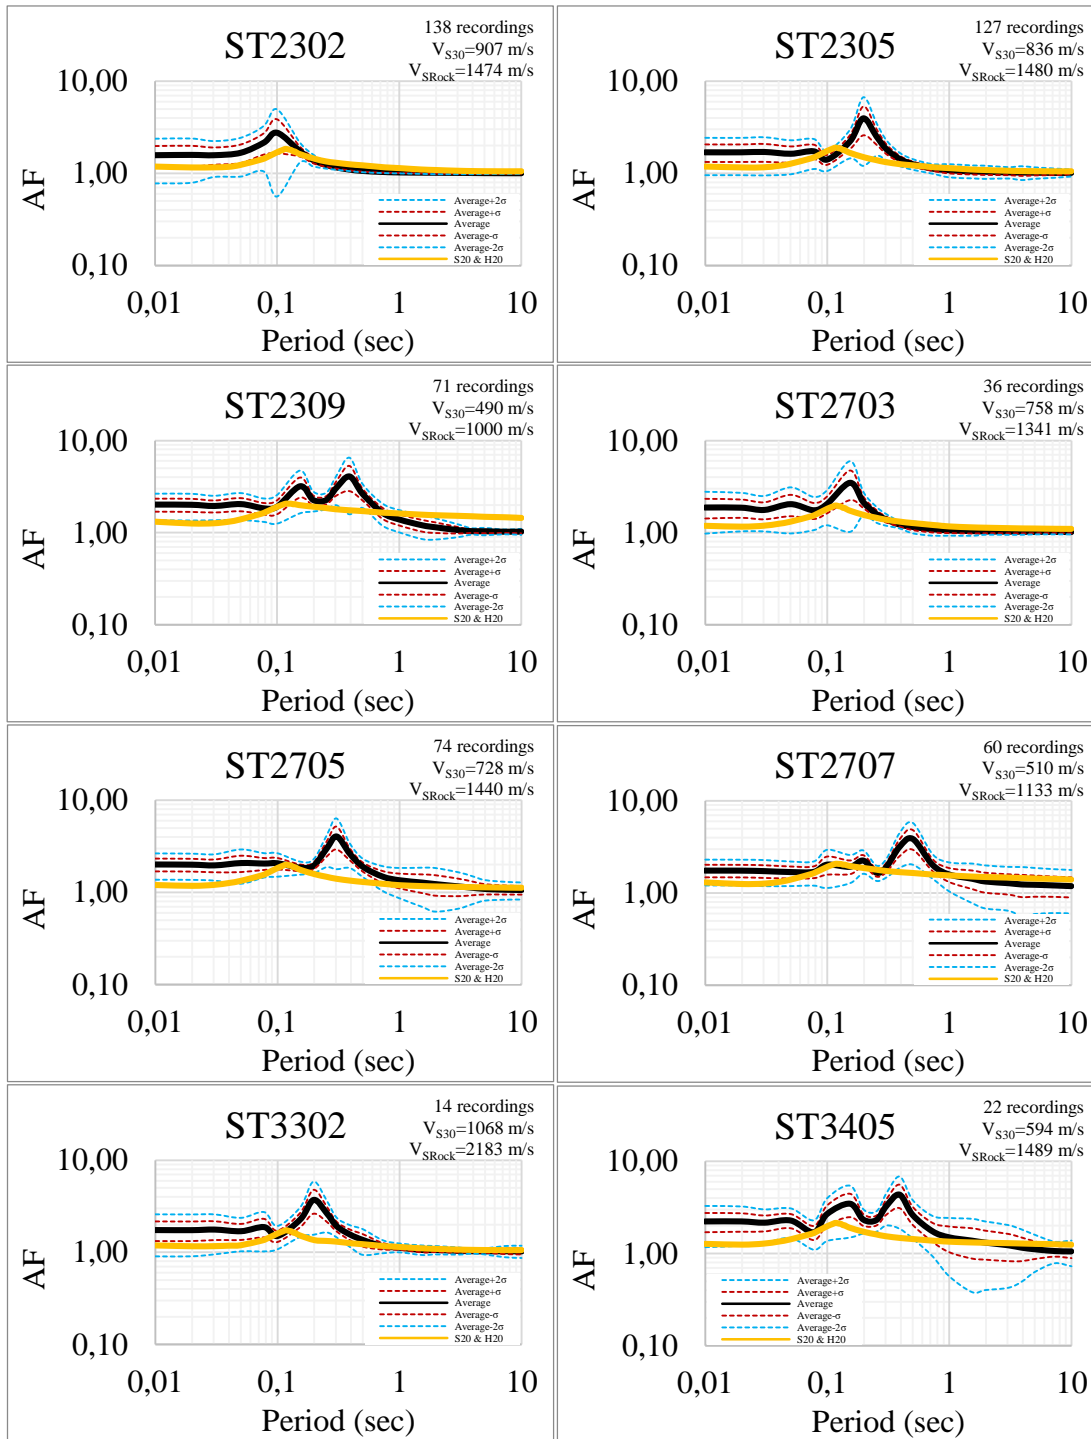 ST2302
138 recordings
VS30=907 m/s
VSRock=1474 m/s
AF
10,00
1,00
0,10
0,01 0,1 1 10
Period (sec)
Average+2σ
Average+σ
Average
Average-σ
Average-2σ
S20 & H20
ST2305
127 recordings
VS30=836 m/s
VSRock=1480 m/s
AF
10,00
1,00
0,10
0,01 0,1 1 10
Period (sec)
Average+2σ
Average+σ
Average
Average-σ
Average-2σ
S20 & H20
ST2309
71 recordings
VS30=490 m/s
VSRock=1000 m/s
AF
10,00
1,00
0,10
0,01 0,1 1 10
Period (sec)
Average+2σ
Average+σ
Average
Average-σ
Average-2σ
S20 & H20
ST2703
36 recordings
VS30=758 m/s
VSRock=1341 m/s
AF
10,00
1,00
0,10
0,01 0,1 1 10
Period (sec)
Average+2σ
Average+σ
Average
Average-σ
Average-2σ
S20 & H20
ST2705
74 recordings
VS30=728 m/s
VSRock=1440 m/s
AF
10,00
1,00
0,10
0,01 0,1 1 10
Period (sec)
Average+2σ
Average+σ
Average
Average-σ
Average-2σ
S20 & H20
ST2707
60 recordings
VS30=510 m/s
VSRock=1133 m/s
AF
10,00
1,00
0,10
0,01 0,1 1 10
Period (sec)
Average+2σ
Average+σ
Average
Average-σ
Average-2σ
S20 & H20
ST3302
14 recordings
VS30=1068 m/s
VSRock=2183 m/s
AF
10,00
1,00
0,10
0,01 0,1 1 10
Period (sec)
Average+2σ
Average+σ
Average
Average-σ
Average-2σ
S20 & H20
ST3405
22 recordings
VS30=594 m/s
VSRock=1489 m/s
AF
10,00
1,00
0,10
0,01 0,1 1 10
Period (sec)
Average+2σ
Average+σ
Average
Average-σ
Average-2σ
S20 & H20